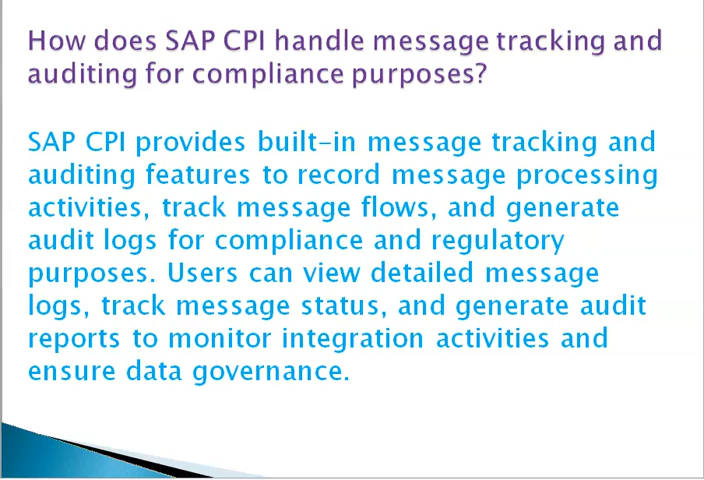 How does SAP CPI handle message tracking and
auditing for compliance purposes?
SAP CPI provides built-in message tracking and
auditing features to record message processing
activities, track message flows, and generate
audit logs for compliance and regulatory
purposes. Users can view detailed message
logs, track message status, and generate audit
reports to monitor integration activities and
ensure data governance.